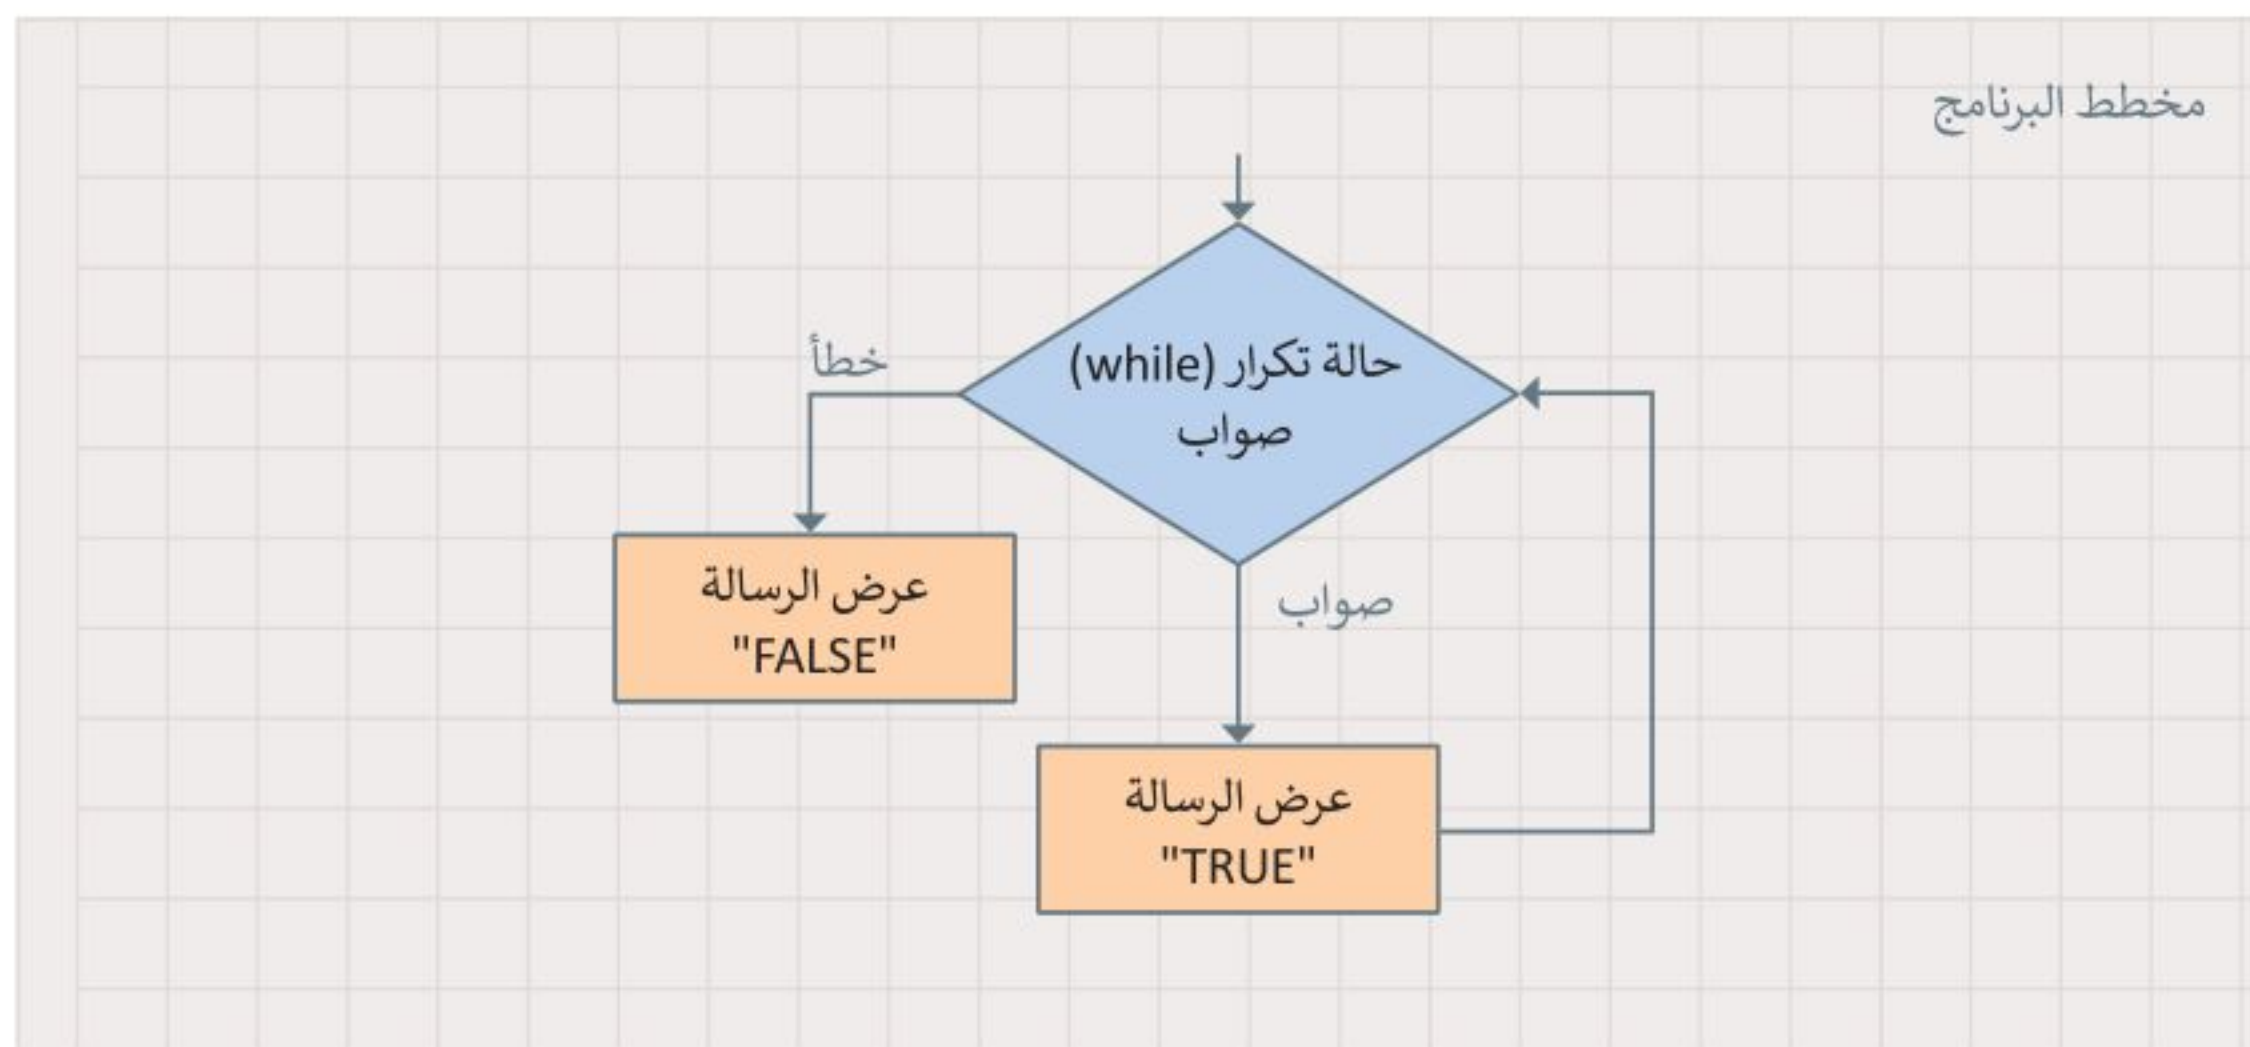 مخطط البرنامج
حالة تكرار (while)
صواب
خطأ
عرض الرسالة
"FALSE"
صواب
عرض الرسالة
"TRUE"